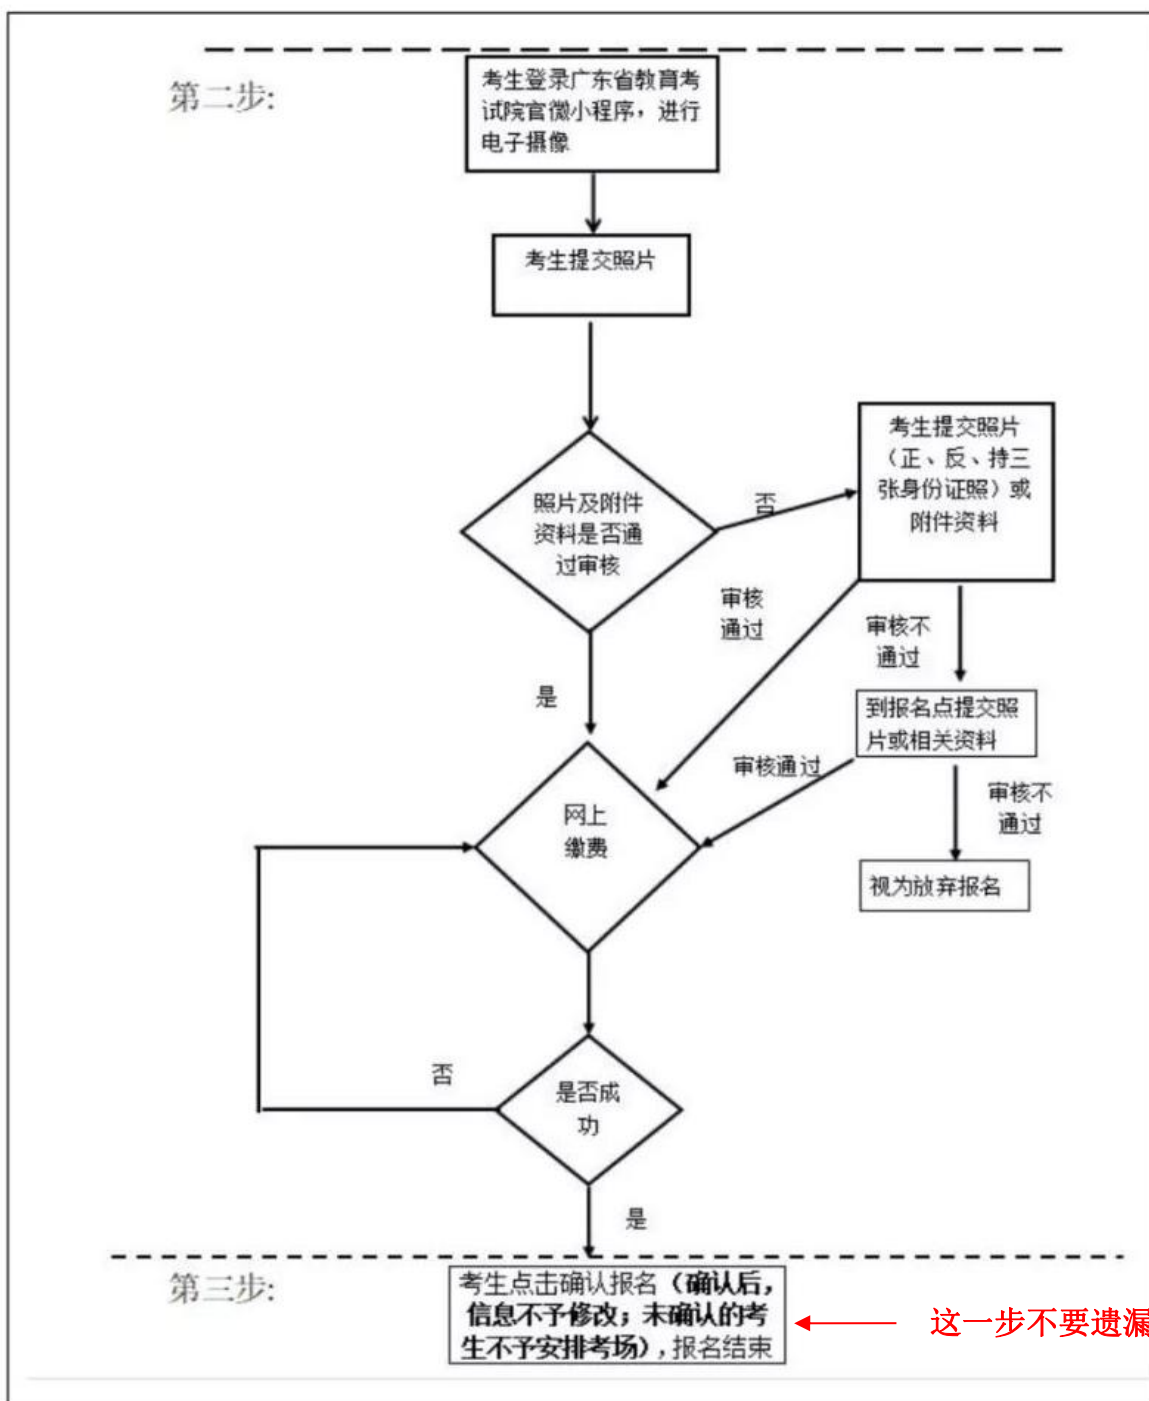 第二步:
考生登录广东省教育考
试院官微小程序，进行
电子摄像
考生提交照片
照片及附件
资料是否通
过审核
否
考生提交照片
（正、反、持三
张身份证照）或
附件资料
审核
通过
审核不
通过
是
到报名点提交照
片或相关资料
审核通过
审核不
通过
网上
缴费
视为放弃报名
否
是否成
功
是
第三步:
考生点击确认报名（确认后，
信息不予修改；未确认的考
生不予安排考场），报名结束
这一步不要遗漏